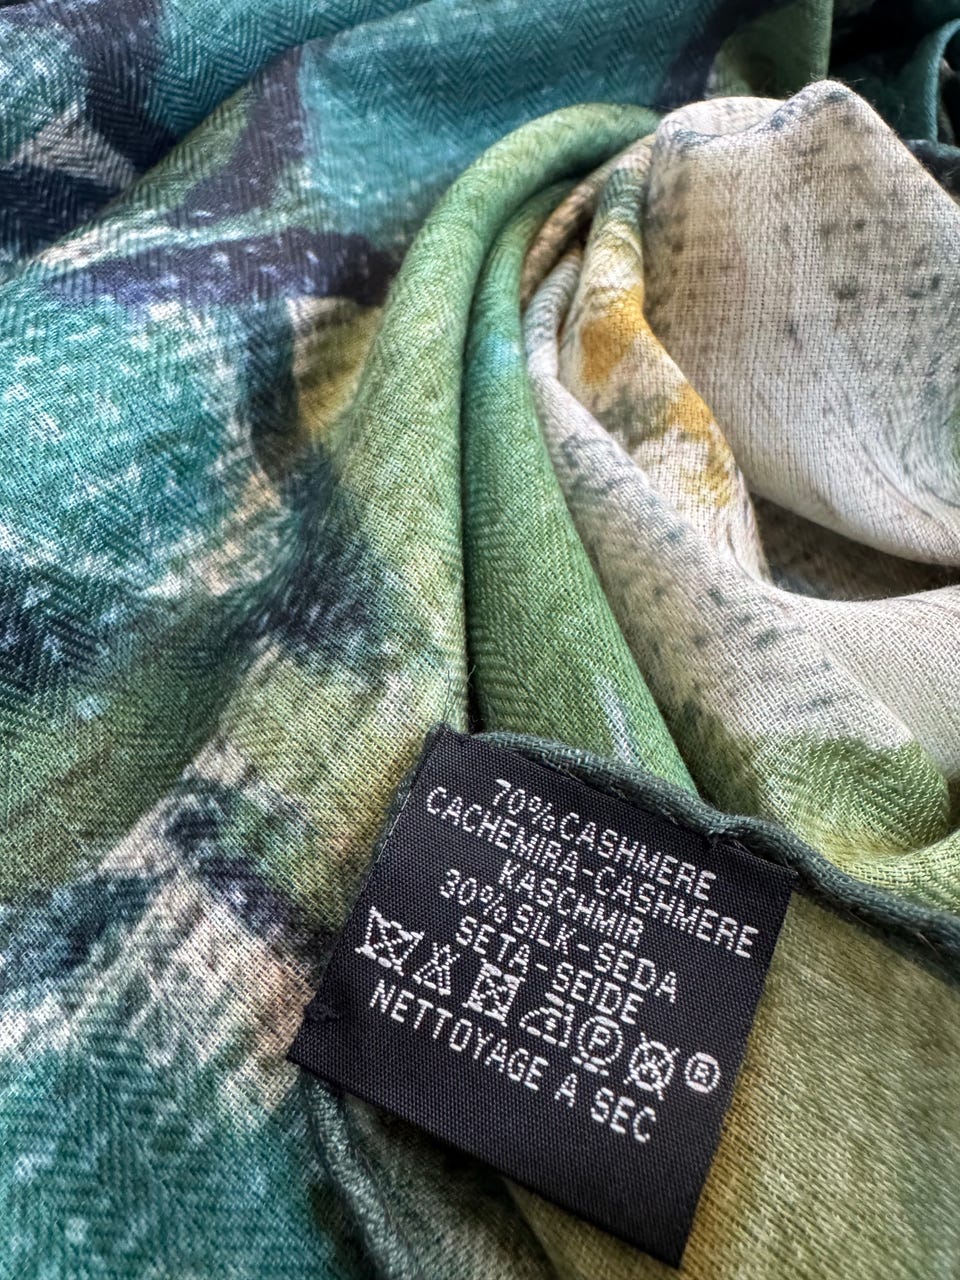 70% CASHMERE
CACHEMIRA-CASHMERE
KASCHMIR
30% SILK-SEDA
SETA-SEIDE
P ®
NETTOYAGE A SEC